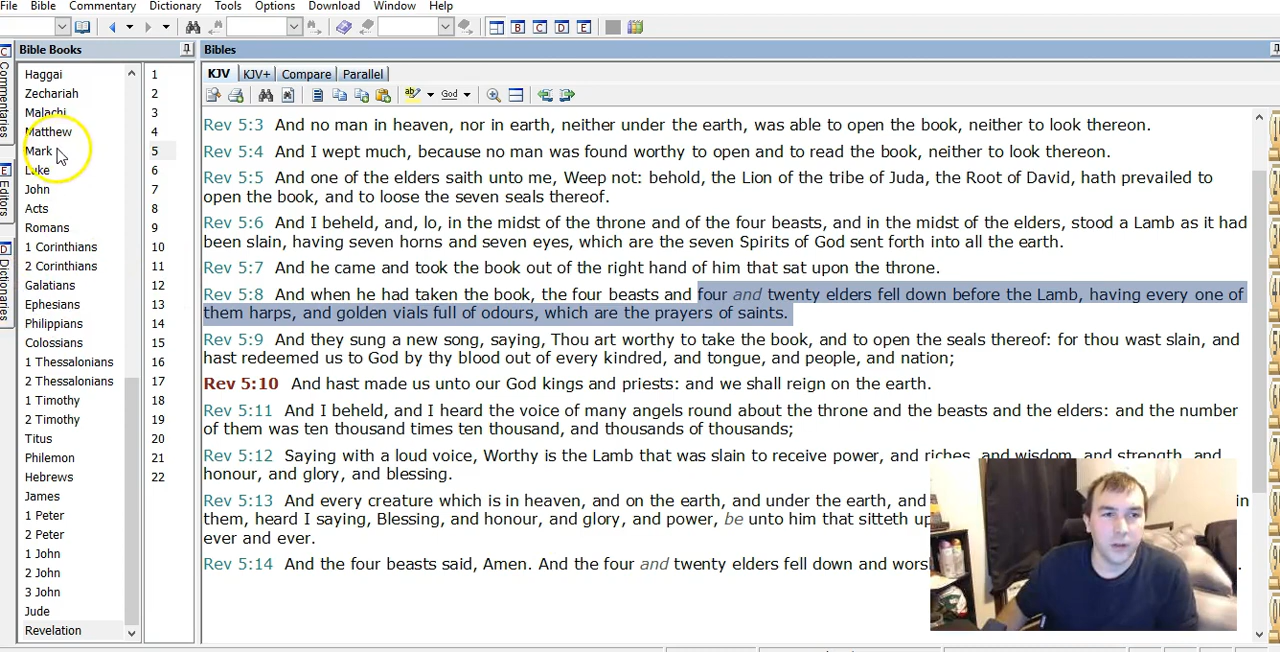 File Bible Commentary Dictionary Tools Options Download Window Help
B C D E
Bible Books
Bibles
KJV KJV+ Compare Parallel
God
Commentaries
Editors
Dictionaries
Haggai
Zechariah
Malachi
Matthew
Mark
Luke
John
Acts
Romans
1 Corinthians
2 Corinthians
Galatians
Ephesians
Philippians
Colossians
1 Thessalonians
2 Thessalonians
1 Timothy
2 Timothy
Titus
Philemon
Hebrews
James
1 Peter
2 Peter
1 John
2 John
3 John
Jude
Revelation
1
2
3
4
5
6
7
8
9
10
11
12
13
14
15
16
17
18
19
20
21
22
Rev 5:3 And no man in heaven, nor in earth, neither under the earth, was able to open the book, neither to look thereon.
Rev 5:4 And I wept much, because no man was found worthy to open and to read the book, neither to look thereon.
Rev 5:5 And one of the elders saith unto me, Weep not: behold, the Lion of the tribe of Juda, the Root of David, hath prevailed to
open the book, and to loose the seven seals thereof.
Rev 5:6 And I beheld, and, lo, in the midst of the throne and of the four beasts, and in the midst of the elders, stood a Lamb as it had
been slain, having seven horns and seven eyes, which are the seven Spirits of God sent forth into all the earth.
Rev 5:7 And he came and took the book out of the right hand of him that sat upon the throne.
Rev 5:8 And when he had taken the book, the four beasts and four and twenty elders fell down before the Lamb, having every one of
them harps, and golden vials full of odours, which are the prayers of saints.
Rev 5:9 And they sung a new song, saying, Thou art worthy to take the book, and to open the seals thereof: for thou wast slain, and
hast redeemed us to God by thy blood out of every kindred, and tongue, and people, and nation;
Rev 5:10 And hast made us unto our God kings and priests: and we shall reign on the earth.
Rev 5:11 And I beheld, and I heard the voice of many angels round about the throne and the beasts and the elders: and the number
of them was ten thousand times ten thousand, and thousands of thousands;
Rev 5:12 Saying with a loud voice, Worthy is the Lamb that was slain to receive power, and riches, and wisdom, and strength, and
honour, and glory, and blessing.
Rev 5:13 And every creature which is in heaven, and on the earth, and under the earth, and in
them, heard I saying, Blessing, and honour, and glory, and power, be unto him that sitteth up
ever and ever.
Rev 5:14 And the four beasts said, Amen. And the four and twenty elders fell down and wors